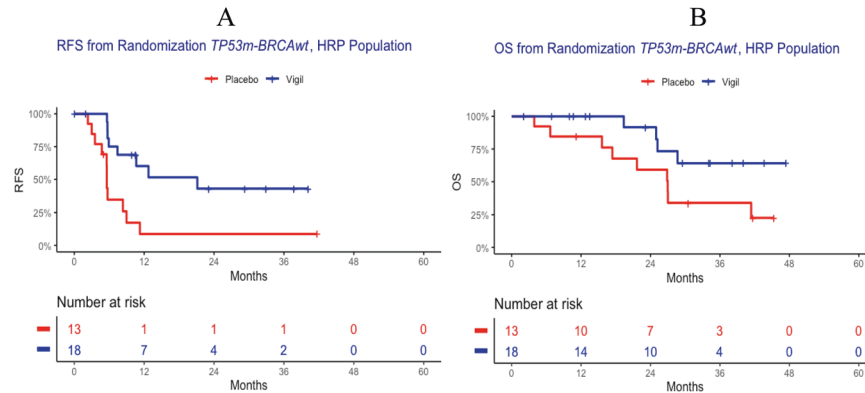 A
RFS from Randomization TP53m-BRCAwt, HRP Population
Placebo Vigil
100%
75%
50%
25%
0%
RFS
0 12 24 36 48 60
Months
Number at risk
13 1 1 1 0 0
18 7 4 2 0 0
0 12 24 36 48 60
Months
B
OS from Randomization TP53m-BRCAwt, HRP Population
Placebo Vigil
100%
75%
50%
25%
0%
OS
0 12 24 36 48 60
Months
Number at risk
13 10 7 3 0 0
18 14 10 4 0 0
0 12 24 36 48 60
Months